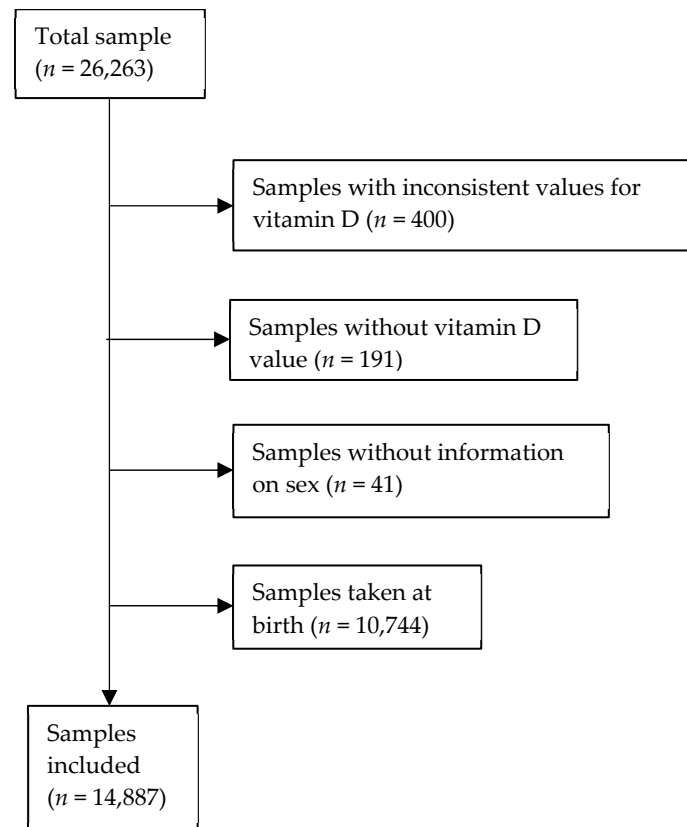 Total sample
(n = 26,263)
Samples with inconsistent values for
vitamin D (n = 400)
Samples without vitamin D
value (n = 191)
Samples without information
on sex (n = 41)
Samples taken at
birth (n = 10,744)
Samples
included
(n = 14,887)